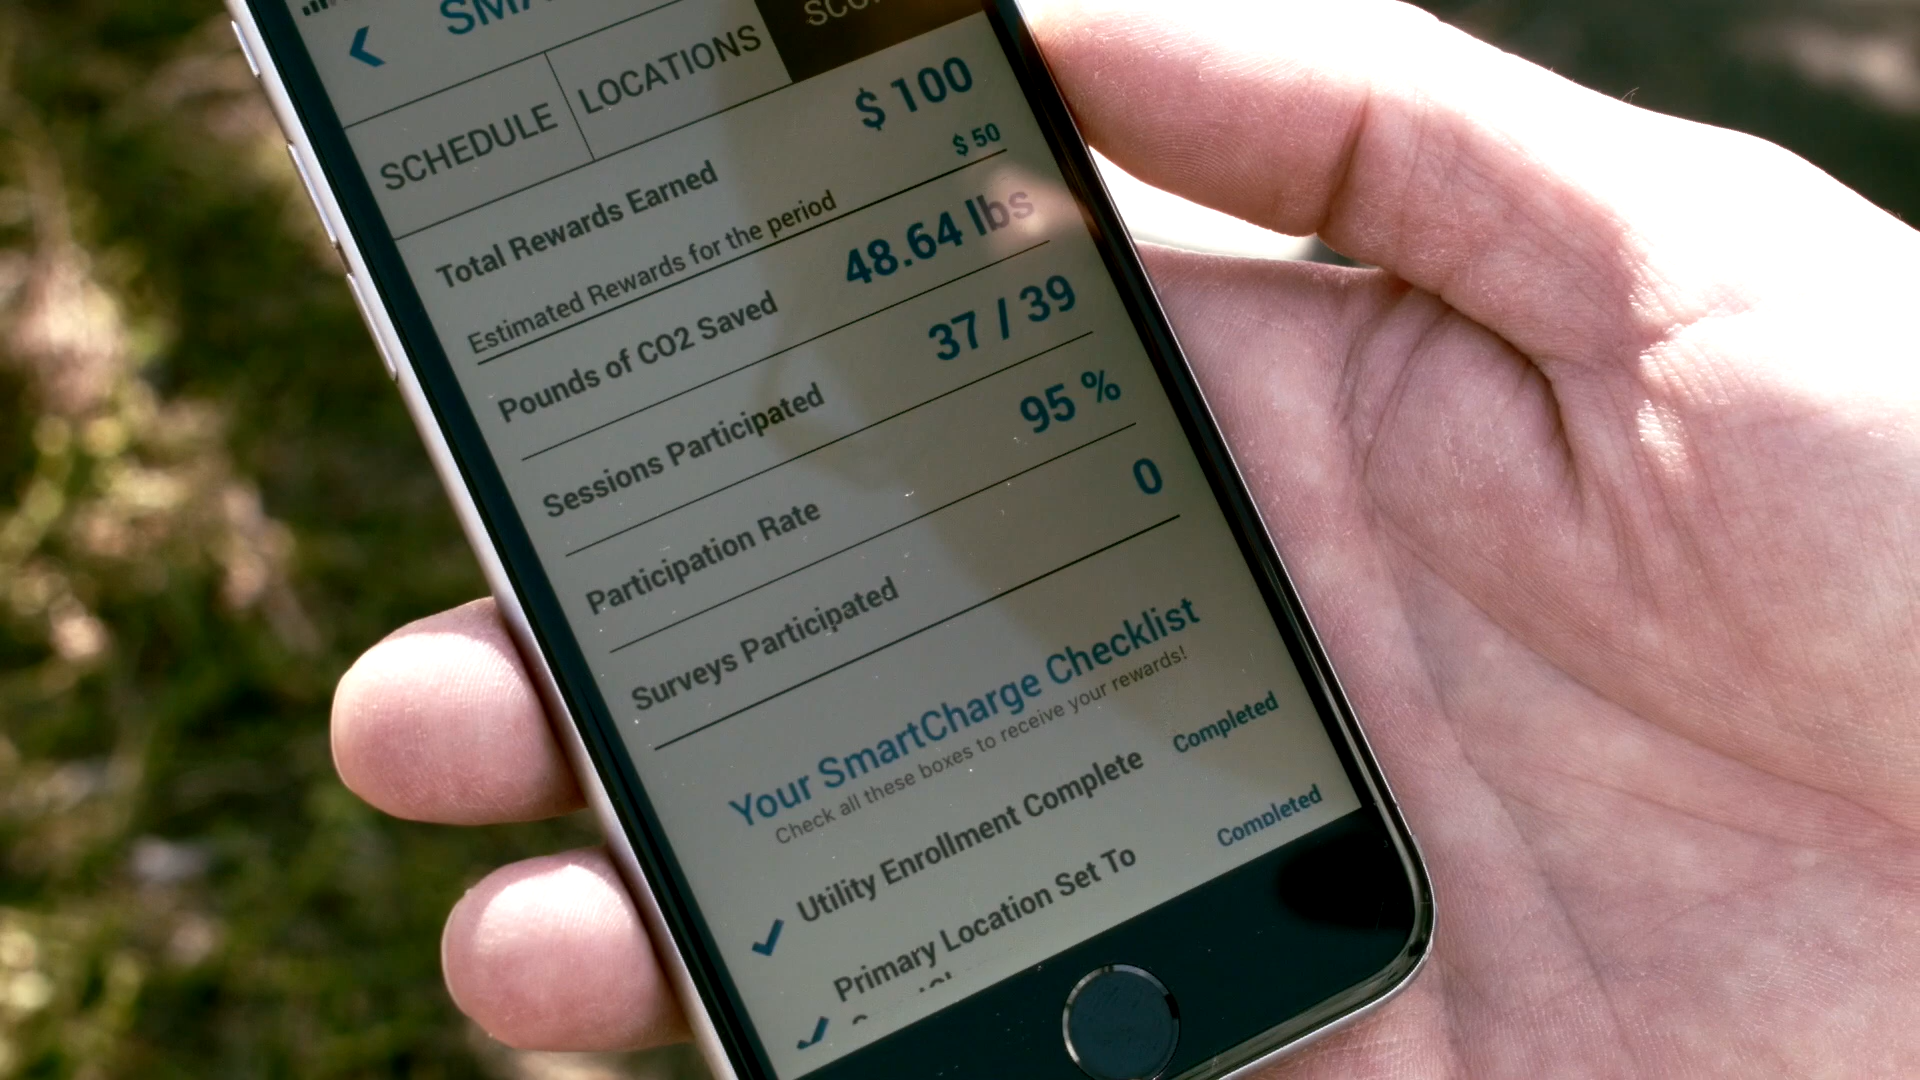 SCHEDULE
LOCATIONS
Total Rewards Earned
$ 100
Estimated Rewards for the period
$ 50
Pounds of CO2 Saved
48.64 lbs
Sessions Participated
37 / 39
Participation Rate
95 %
Surveys Participated
0
Your SmartCharge Checklist
Check all these boxes to receive your rewards!
Utility Enrollment Complete
Completed
Primary Location Set To
Completed